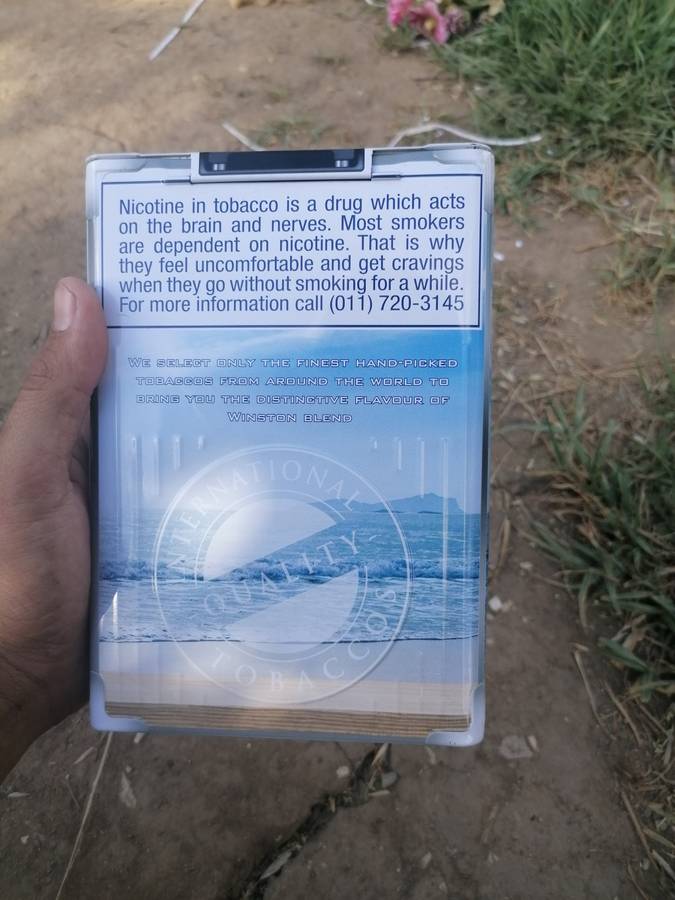 Nicotine in tobacco is a drug which acts
on the brain and nerves. Most smokers
are dependent on nicotine. That is why
they feel uncomfortable and get cravings
when they go without smoking for a while.
For more information call (011) 720-3145
WE SELECT ONLY THE FINEST HAND-PICKED
TOBACCOS FROM AROUND THE WORLD TO
BRING YOU THE DISTINCTIVE FLAVOUR OF
WINSTON BLEND
INTERNATIONAL
QUALITY
TOBACCOS